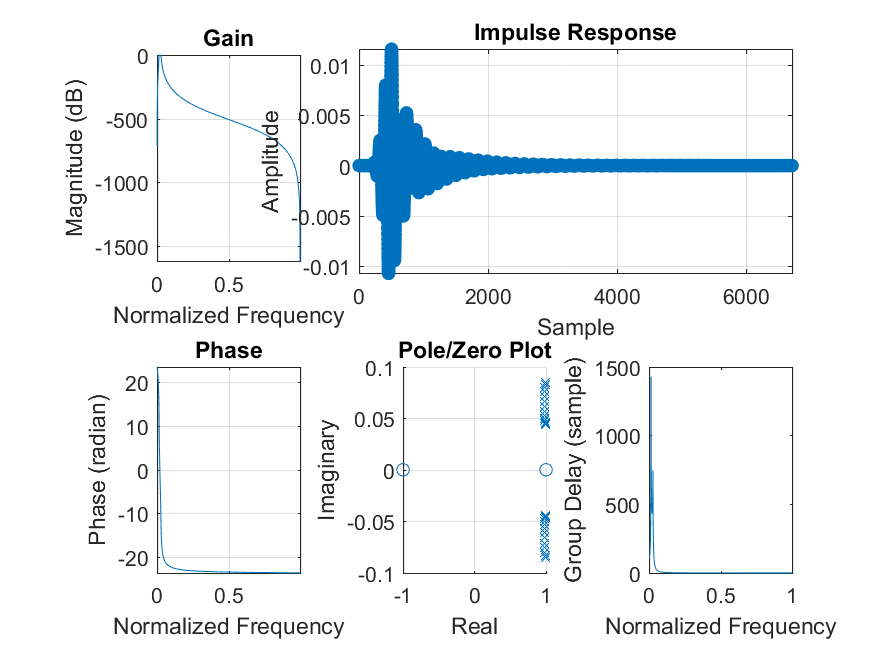 Gain
Magnitude (dB)
0
-500
-1000
-1500
0
0.5
Normalized Frequency
Impulse Response
Amplitude
0.01
0.005
0
-0.005
-0.01
0
2000
4000
6000
Sample
Phase
Phase (radian)
20
10
0
-10
-20
0
0.5
Normalized Frequency
Pole/Zero Plot
Imaginary
0.1
0.05
0
-0.05
-0.1
-1
0
1
Real
Group Delay (sample)
1500
1000
500
0
0
0.5
1
Normalized Frequency